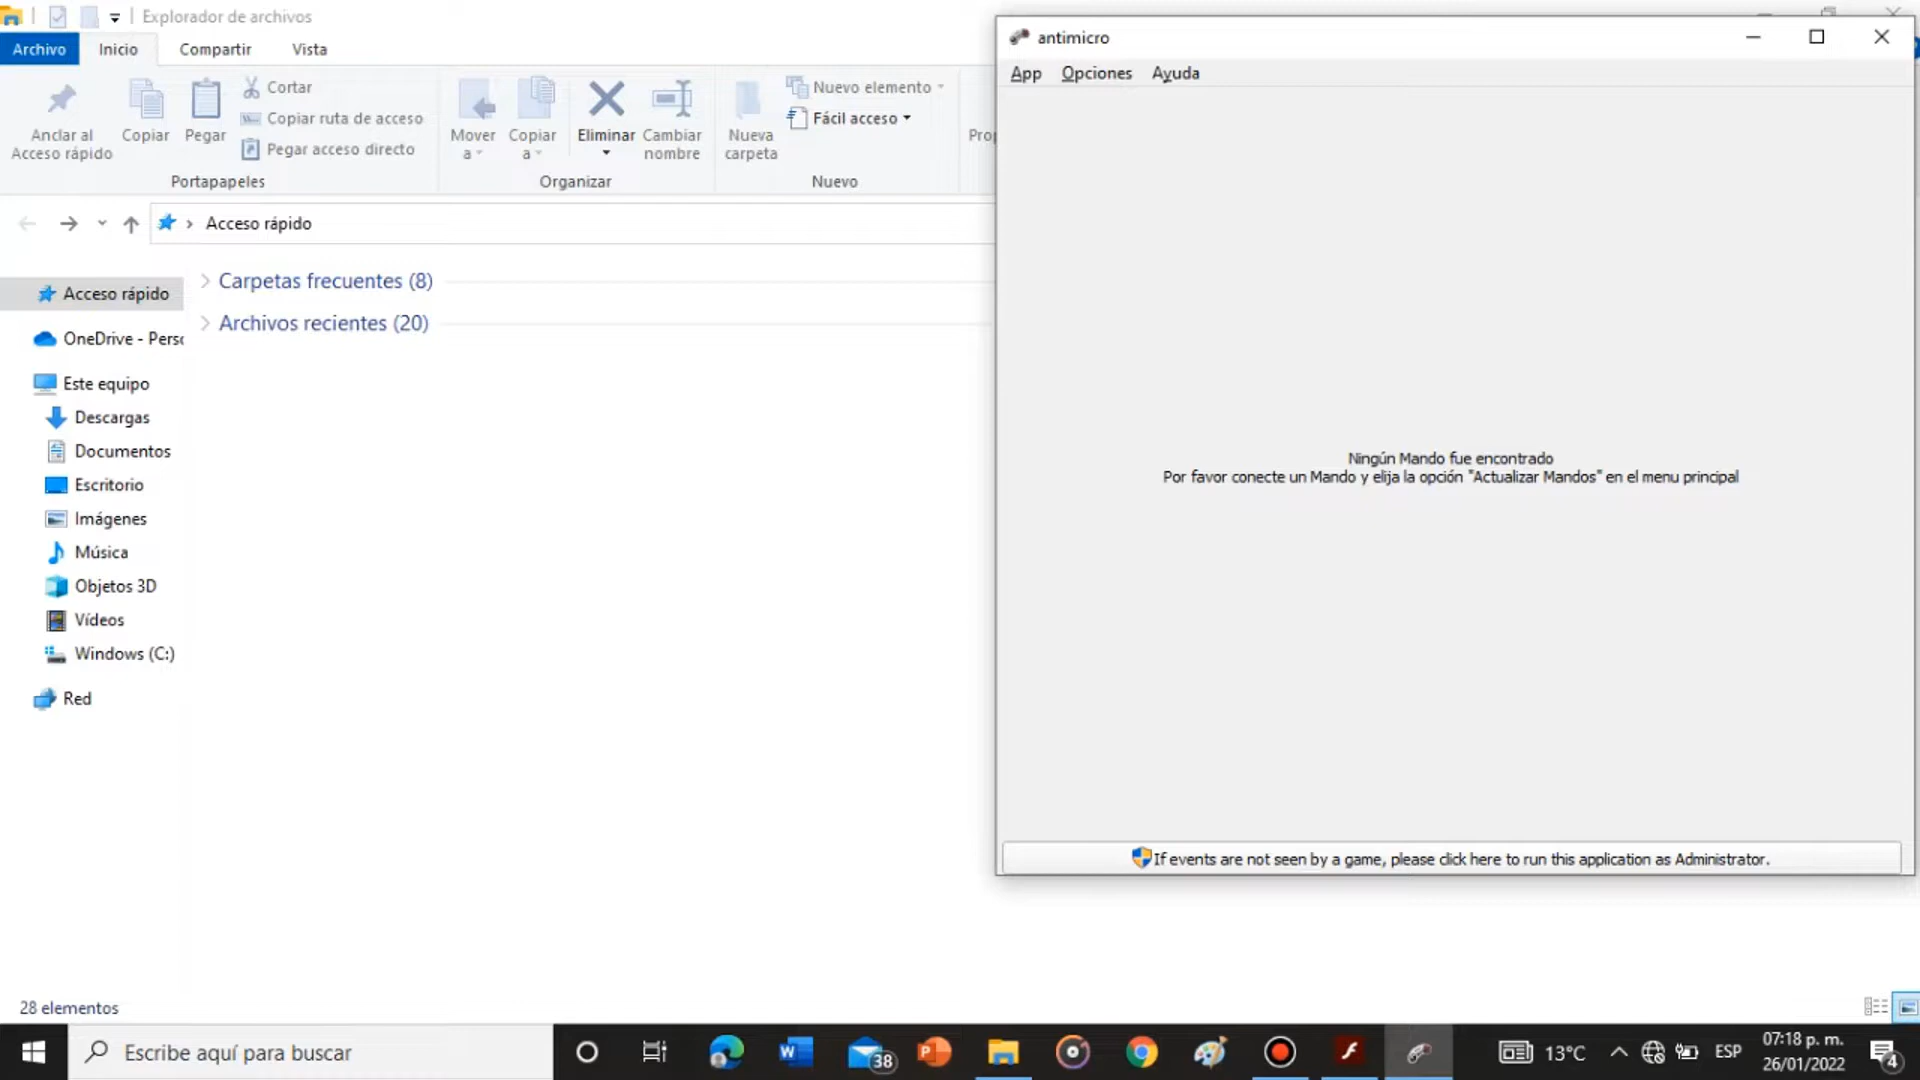 Explorador de archivos
Archivo Inicio Compartir Vista
Anclar al
Acceso rápido
Copiar
Pegar
Cortar
Copiar ruta de acceso
Pegar acceso directo
Portapapeles
Mover
a
Copiar
a
Eliminar
Cambiar
nombre
Organizar
Nueva
carpeta
Nuevo elemento
Fácil acceso
Nuevo
Acceso rápido
Acceso rápido
OneDrive - Pers
Este equipo
Descargas
Documentos
Escritorio
Imágenes
Música
Objetos 3D
Vídeos
Windows (C:)
Red
Carpetas frecuentes (8)
Archivos recientes (20)
28 elementos
antimicro
App Opciones Ayuda
Ningún Mando fue encontrado
Por favor conecte un Mando y elija la opción "Actualizar Mandos" en el menu principal
If events are not seen by a game, please click here to run this application as Administrator.
Escribe aquí para buscar
38
13°C
ESP
07:18 p. m.
26/01/2022
4